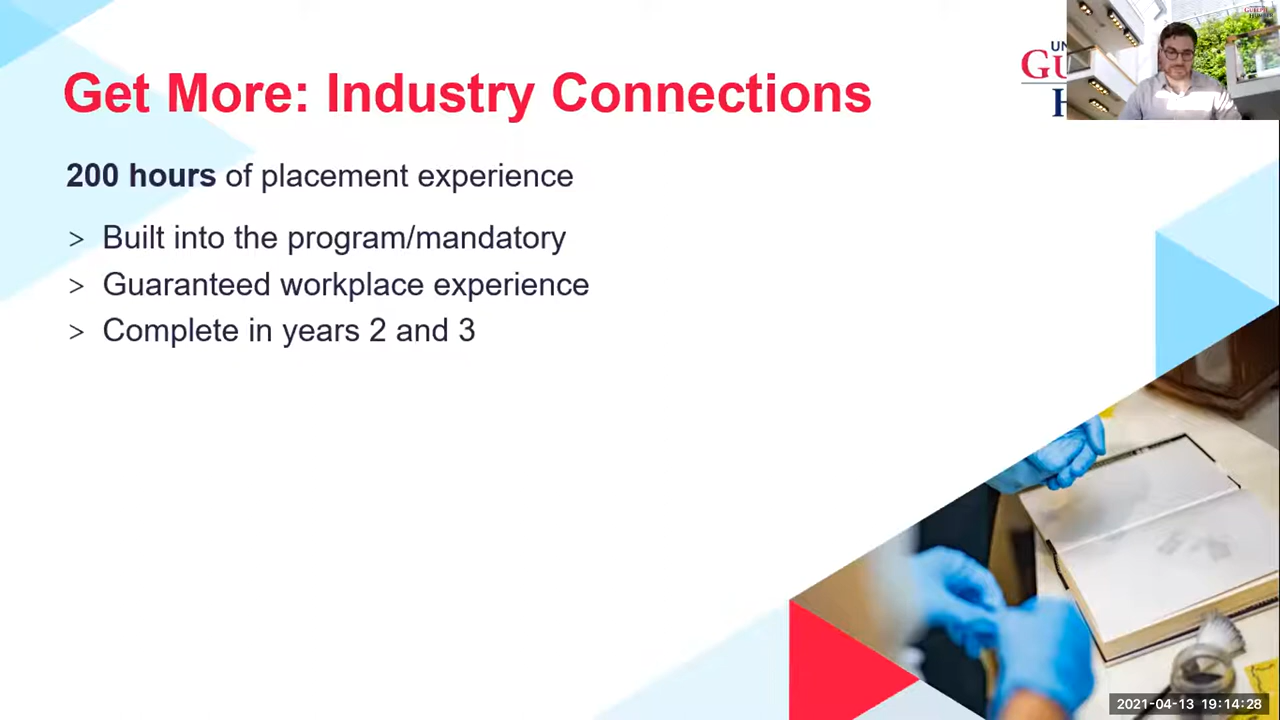 Get More: Industry Connections
200 hours of placement experience
> Built into the program/mandatory
> Guaranteed workplace experience
> Complete in years 2 and 3
2021-04-13 19:14:28